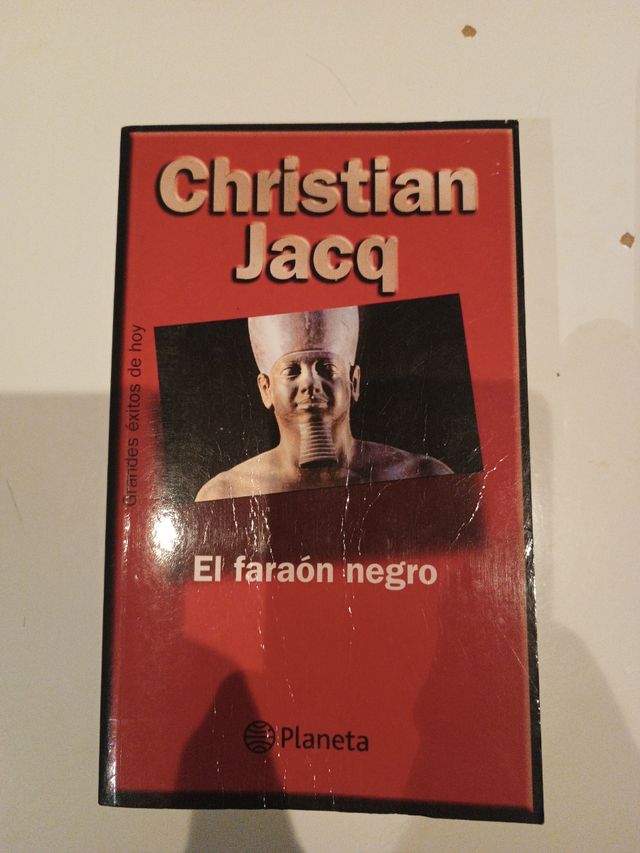 Christian
Jacq
Grandes éxitos de hoy
El faraón negro
Planeta